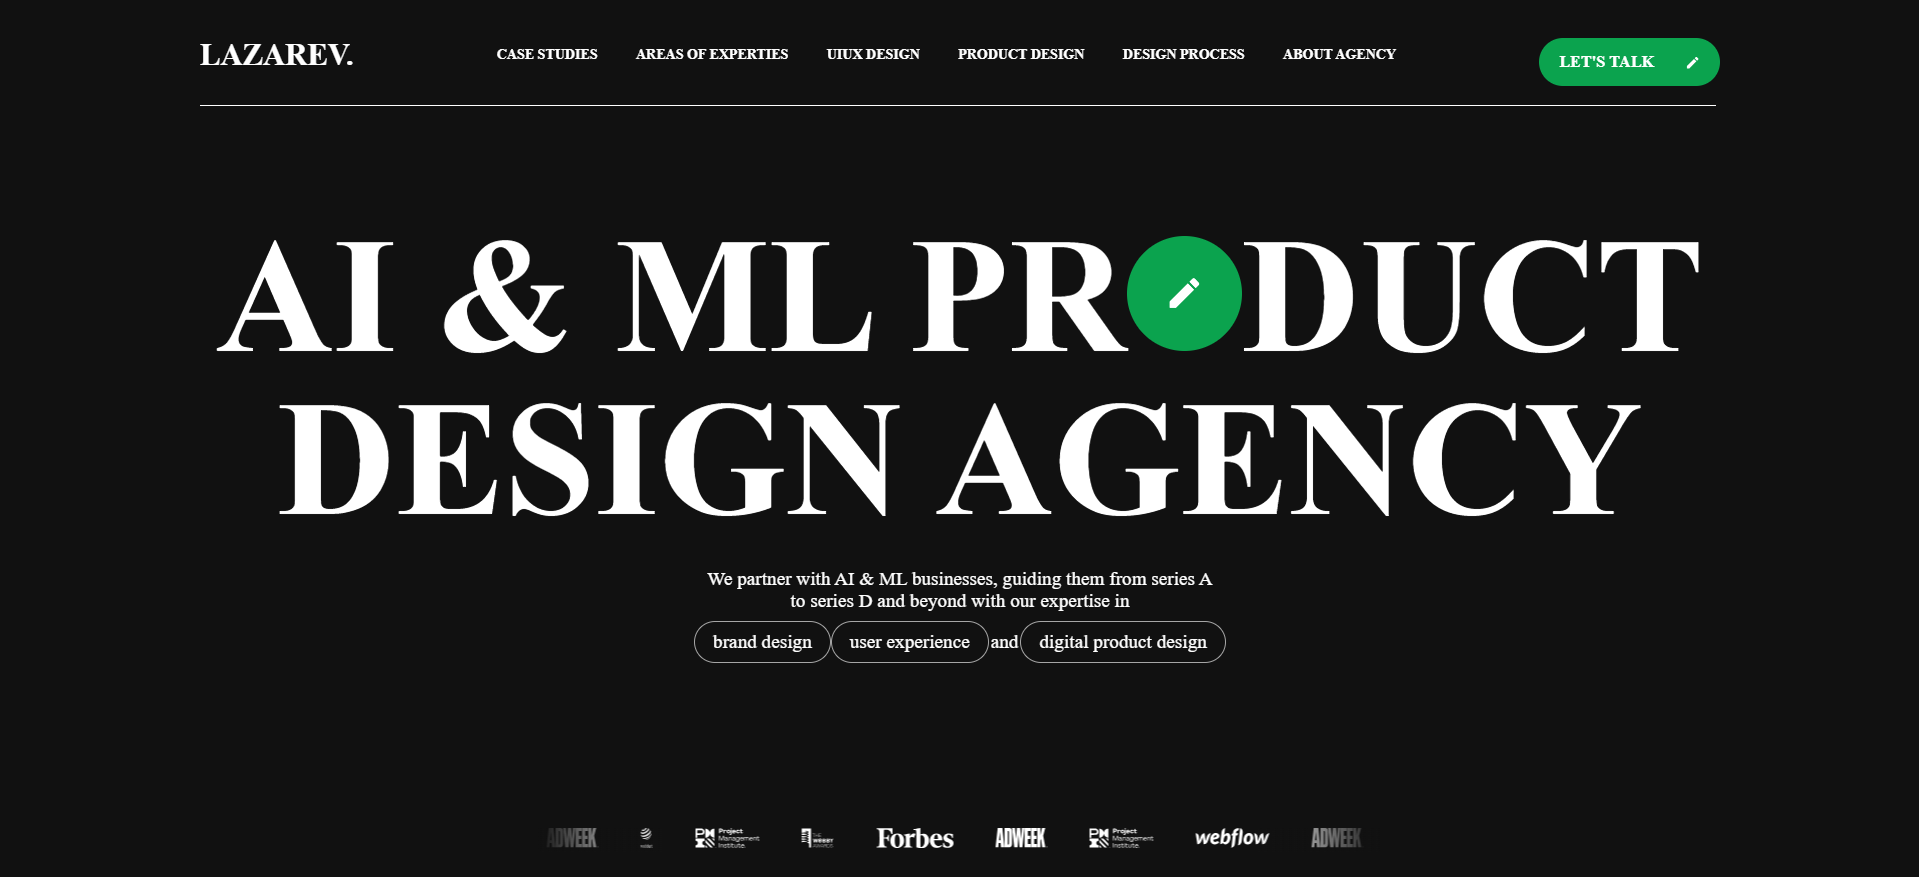 LAZAREV.
CASE STUDIES
AREAS OF EXPERTIES
UIUX DESIGN
PRODUCT DESIGN
DESIGN PROCESS
ABOUT AGENCY
LET'S TALK
AI & ML PRODUCT
DESIGN AGENCY
We partner with AI & ML businesses, guiding them from series A
to series D and beyond with our expertise in
brand design user experience and digital product design
ADWEEK
Project
Management
Institute.
THE
WEBBY
AWARDS
Forbes
ADWEEK
Project
Management
Institute.
webflow
ADWEEK